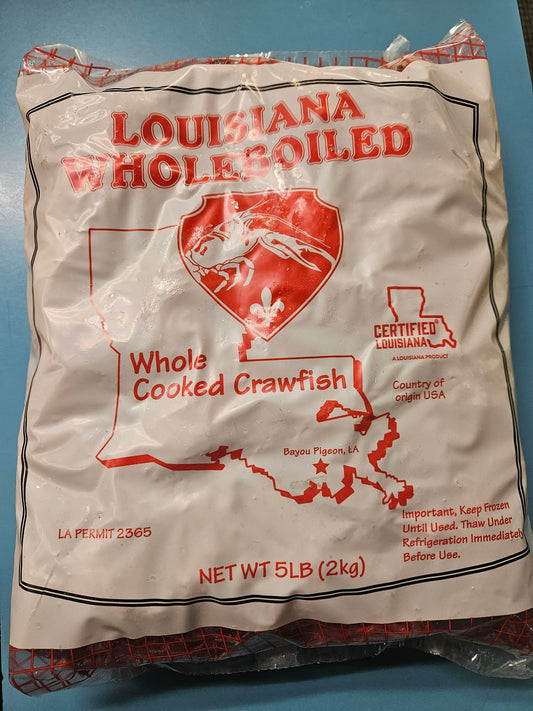 LOUISIANA
WHOLEBOILED
CERTIFIED
LOUISIANA
A LOUISIANA PRODUCT
Whole
Cooked Crawfish
Country of
origin USA
Bayou Pigeon, LA
LA PERMIT 2365
Important, Keep Frozen
Until Used. Thaw Under
Refrigeration Immediately
Before Use.
NET WT 5LB (2kg)